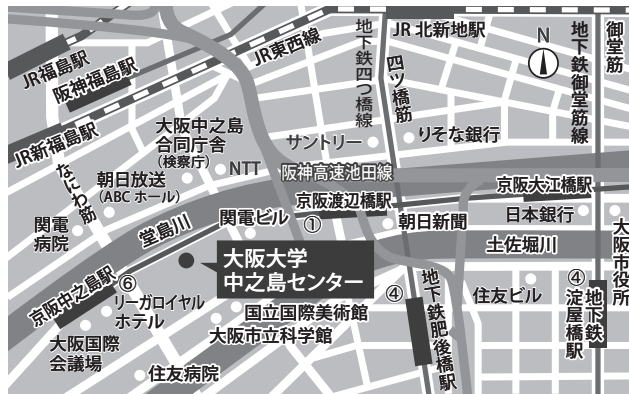 JR福島駅
阪神福島駅
JR新福島駅
JR東西線
JR 北新地駅
N
地下鉄四つ橋線
四ツ橋筋
地下鉄御堂筋線
御堂筋
大阪中之島
合同庁舎
(検察庁)
サントリー
りそな銀行
NTT
阪神高速池田線
なにわ筋
朝日放送
(ABC ホール)
京阪渡辺橋駅
京阪大江橋駅
関電
病院
堂島川
関電ビル
①
朝日新聞
日本銀行
土佐堀川
大阪市役所
大阪大学
中之島センター
京阪中之島駅
⑥
リーガロイヤル
ホテル
④
地下鉄肥後橋駅
住友ビル
④
地下鉄
淀屋橋駅
国立国際美術館
大阪市立科学館
大阪国際
会議場
住友病院